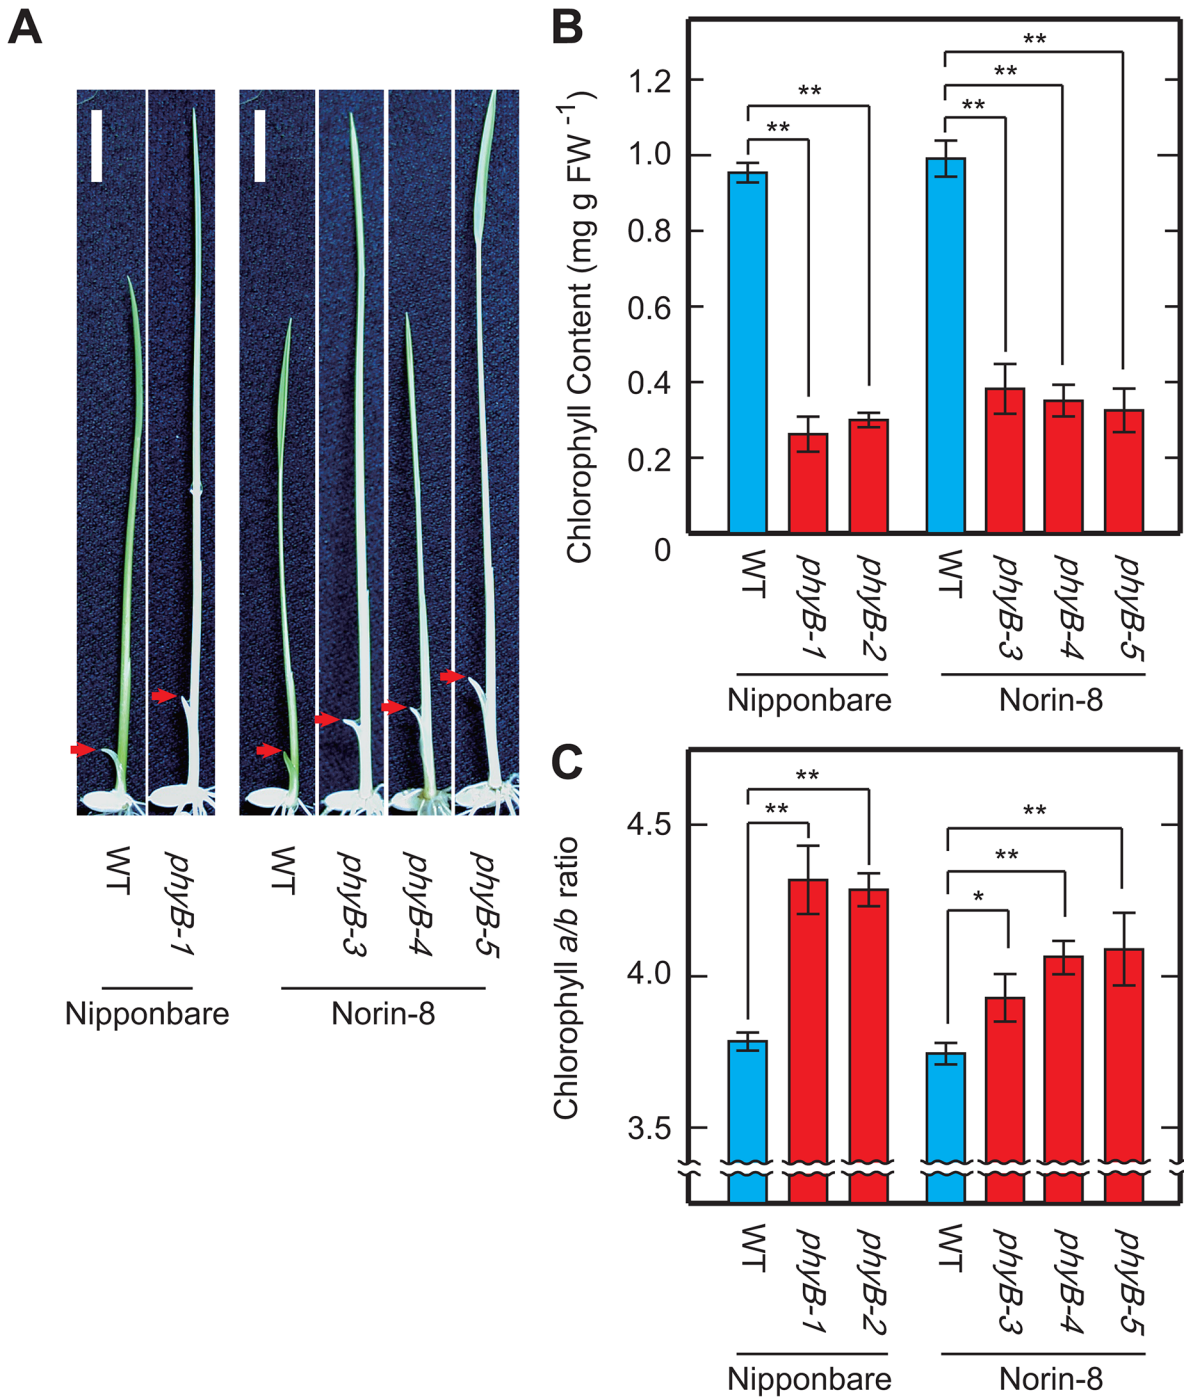 A
WT
phyB-1
WT
phyB-3
phyB-4
phyB-5
Nipponbare
Norin-8
B
Chlorophyll Content (mg g FW -1)
1.2
1.0
0.8
0.6
0.4
0.2
0
**
**
**
**
**
WT
phyB-1
phyB-2
WT
phyB-3
phyB-4
phyB-5
Nipponbare
Norin-8
C
Chlorophyll a/b ratio
4.5
4.0
3.5
**
**
**
**
*
WT
phyB-1
phyB-2
WT
phyB-3
phyB-4
phyB-5
Nipponbare
Norin-8